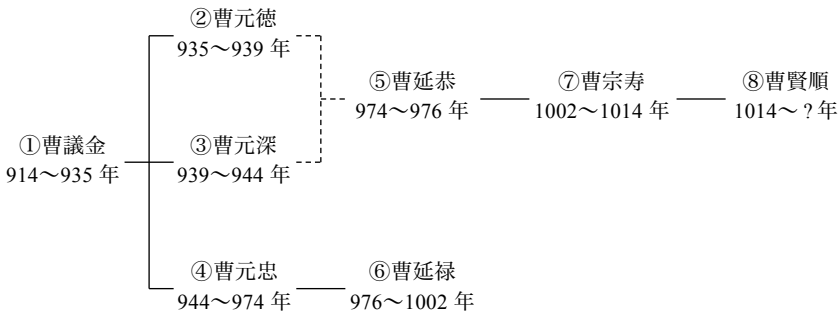 ②曹元徳
935～939 年
⑤曹延恭
974～976 年
⑦曹宗寿
1002～1014 年
⑧曹賢順
1014～？年
①曹議金
914～935 年
③曹元深
939～944 年
④曹元忠
944～974 年
⑥曹延禄
976～1002 年